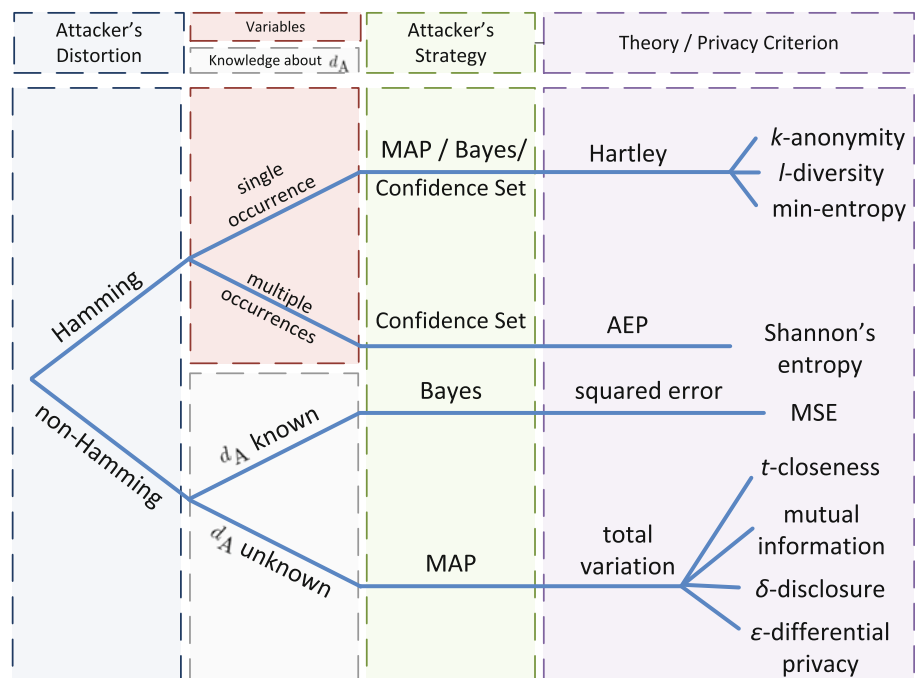 Attacker's
Distortion
Variables
Knowledge about d_A
Attacker's
Strategy
Theory / Privacy Criterion
single
occurrence
MAP / Bayes/
Confidence Set
Hartley
k-anonymity
l-diversity
min-entropy
Hamming
multiple
occurrences
Confidence Set
AEP
Shannon's
entropy
non-Hamming
d_A known
Bayes
squared error
MSE
d_A unknown
MAP
total
variation
t-closeness
mutual
information
δ-disclosure
ε-differential
privacy